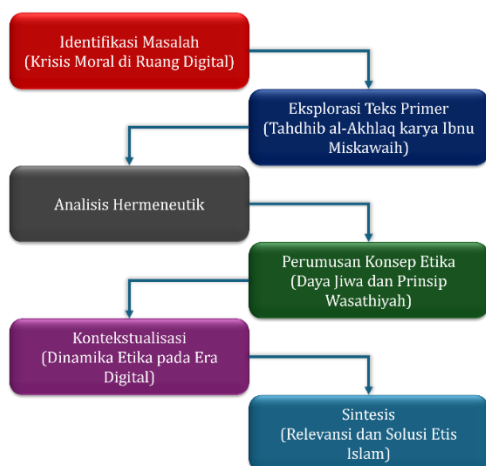 Identifikasi Masalah
(Krisis Moral di Ruang Digital)
Eksplorasi Teks Primer
(Tahdhib al-Akhlaq karya Ibnu
Miskawaih)
Analisis Hermeneutik
Perumusan Konsep Etika
(Daya Jiwa dan Prinsip
Wasathiyah)
Kontekstualisasi
(Dinamika Etika pada Era
Digital)
Sintesis
(Relevansi dan Solusi Etis
Islam)